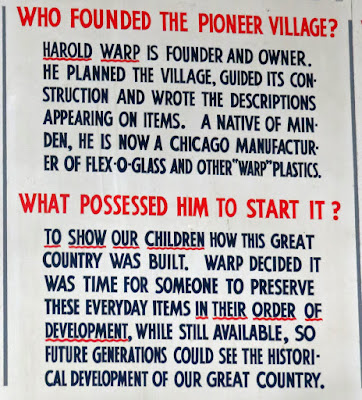 WHO FOUNDED THE PIONEER VILLAGE?
HAROLD WARP IS FOUNDER AND OWNER.
HE PLANNED THE VILLAGE, GUIDED ITS CON-
STRUCTION AND WROTE THE DESCRIPTIONS
APPEARING ON ITEMS. A NATIVE OF MIN-
DEN, HE IS NOW A CHICAGO MANUFACTUR-
ER OF FLEX-O-GLASS AND OTHER "WARP" PLASTICS.
WHAT POSSESSED HIM TO START IT?
TO SHOW OUR CHILDREN HOW THIS GREAT
COUNTRY WAS BUILT. WARP DECIDED IT
WAS TIME FOR SOMEONE TO PRESERVE
THESE EVERYDAY ITEMS IN THEIR ORDER OF
DEVELOPMENT, WHILE STILL AVAILABLE, SO
FUTURE GENERATIONS COULD SEE THE HISTORI-
CAL DEVELOPMENT OF OUR GREAT COUNTRY.